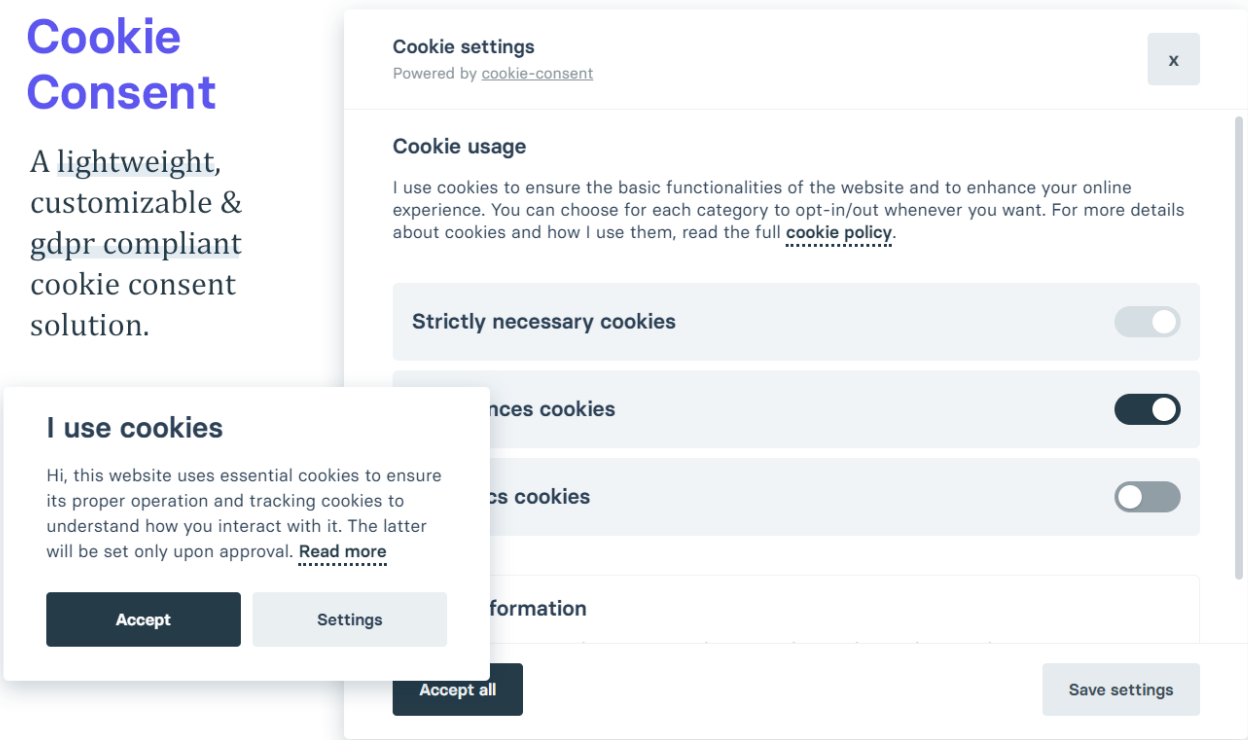 Cookie
Consent
A lightweight,
customizable &
gdpr compliant
cookie consent
solution.
Cookie settings
Powered by cookie-consent
x
Cookie usage
I use cookies to ensure the basic functionalities of the website and to enhance your online
experience. You can choose for each category to opt-in/out whenever you want. For more details
about cookies and how I use them, read the full cookie policy.
Strictly necessary cookies
cookies
cookies
I use cookies
Hi, this website uses essential cookies to ensure
its proper operation and tracking cookies to
understand how you interact with it. The latter
will be set only upon approval. Read more
Accept
Settings
Accept all
Save settings